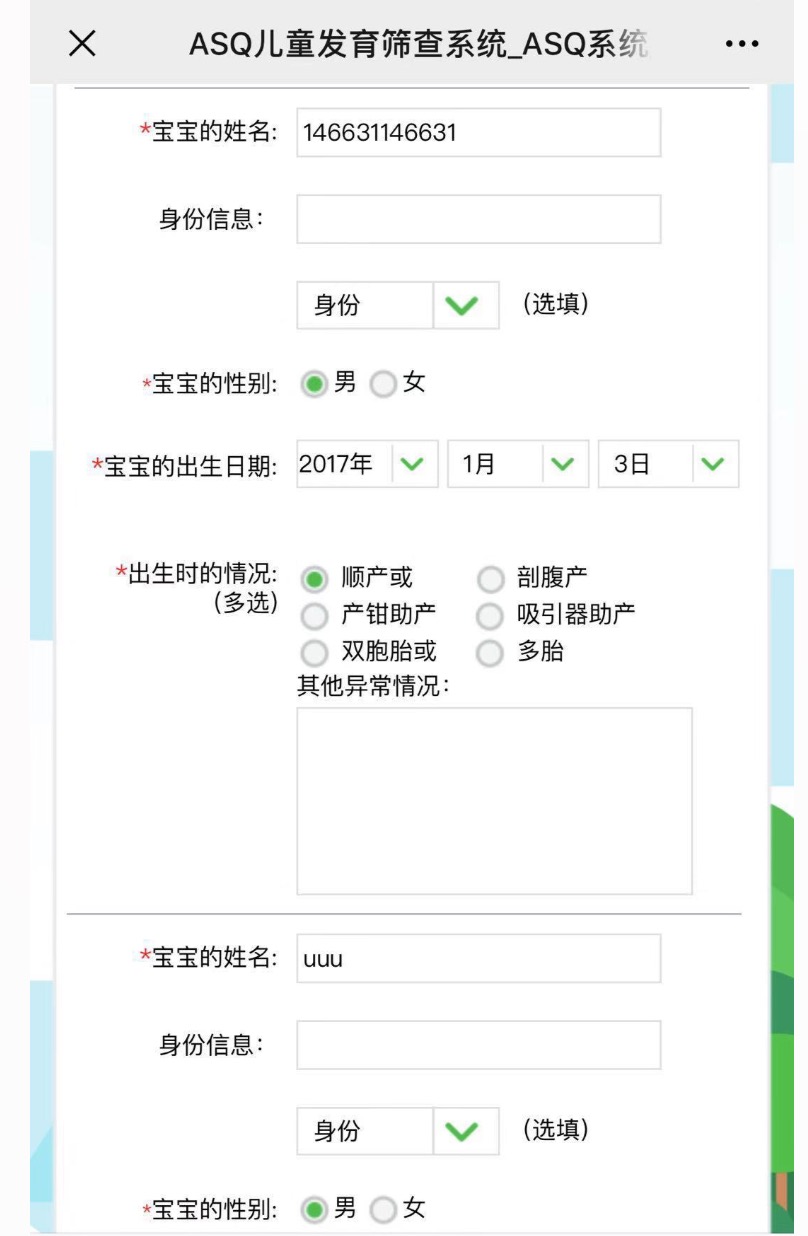 ASQ儿童发育筛查系统_ASQ系统
*宝宝的姓名: 146631146631
身份信息:
身份 (选填)
*宝宝的性别: 男 女
*宝宝的出生日期: 2017年 1月 3日
*出生时的情况: 顺产或 剖腹产
(多选) 产钳助产 吸引器助产
双胞胎或 多胎
其他异常情况:
*宝宝的姓名: uuu
身份信息:
身份 (选填)
*宝宝的性别: 男 女